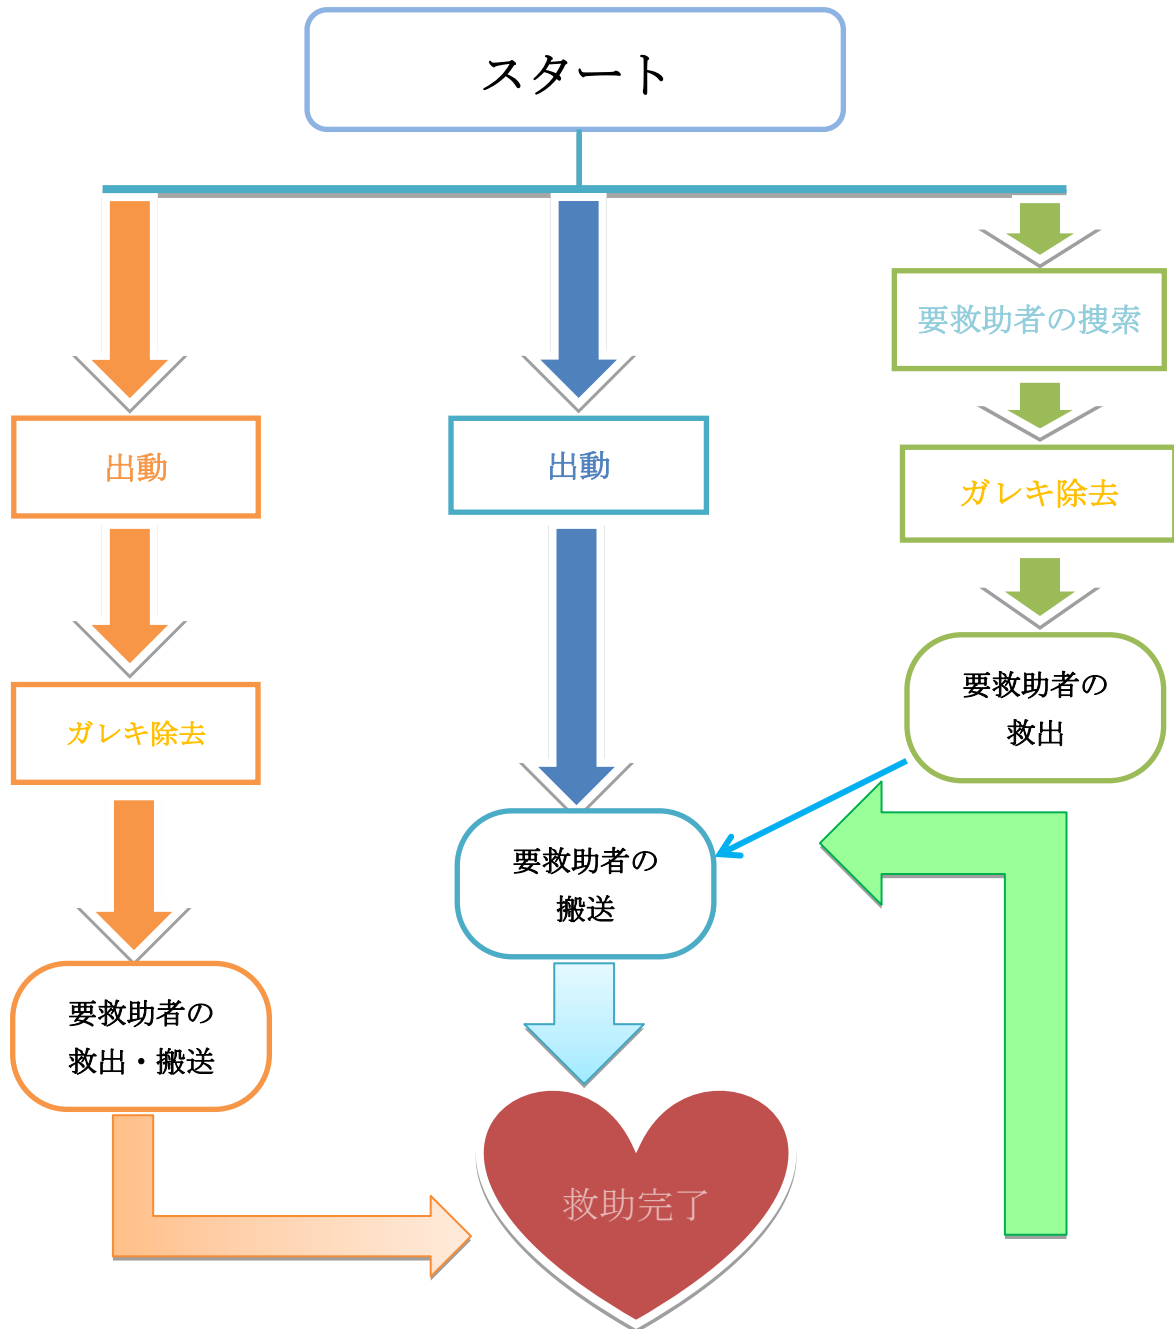 スタート
要救助者の捜索
出動
出動
ガレキ除去
要救助者の
救出
ガレキ除去
要救助者の
搬送
要救助者の
救出・搬送
救助完了